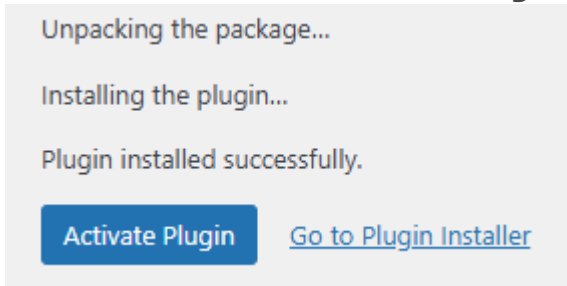 Unpacking the package...
Installing the plugin...
Plugin installed successfully.
Activate Plugin Go to Plugin Installer